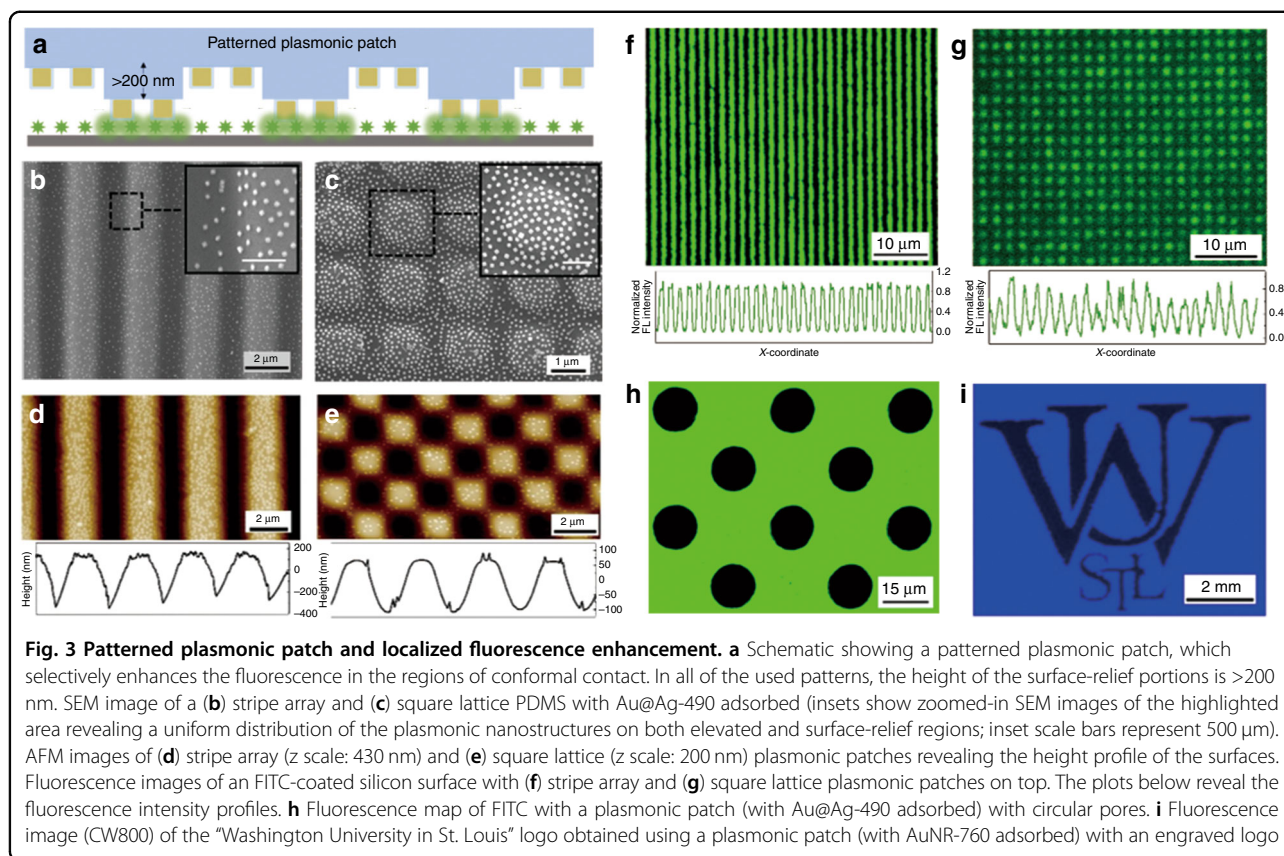 a
Patterned plasmonic patch
>200 nm
b
2 μm
c
1 μm
d
2 μm
Height (nm)
200
0
−200
−400
e
2 μm
Height (nm)
100
50
0
−50
−100
f
10 μm
Normalized
FL intensity
1.2
0.8
0.4
0.0
X-coordinate
g
10 μm
Normalized
FL intensity
0.8
0.4
0.0
X-coordinate
h
15 μm
i
W
U
STL
2 mm
Fig. 3 Patterned plasmonic patch and localized fluorescence enhancement. a Schematic showing a patterned plasmonic patch, which
selectively enhances the fluorescence in the regions of conformal contact. In all of the used patterns, the height of the surface-relief portions is >200
nm. SEM image of a (b) stripe array and (c) square lattice PDMS with Au@Ag-490 adsorbed (insets show zoomed-in SEM images of the highlighted
area revealing a uniform distribution of the plasmonic nanostructures on both elevated and surface-relief regions; inset scale bars represent 500 μm).
AFM images of (d) stripe array (z scale: 430 nm) and (e) square lattice (z scale: 200 nm) plasmonic patches revealing the height profile of the surfaces.
Fluorescence images of an FITC-coated silicon surface with (f) stripe array and (g) square lattice plasmonic patches on top. The plots below reveal the
fluorescence intensity profiles. h Fluorescence map of FITC with a plasmonic patch (with Au@Ag-490 adsorbed) with circular pores. i Fluorescence
image (CW800) of the "Washington University in St. Louis" logo obtained using a plasmonic patch (with AuNR-760 adsorbed) with an engraved logo